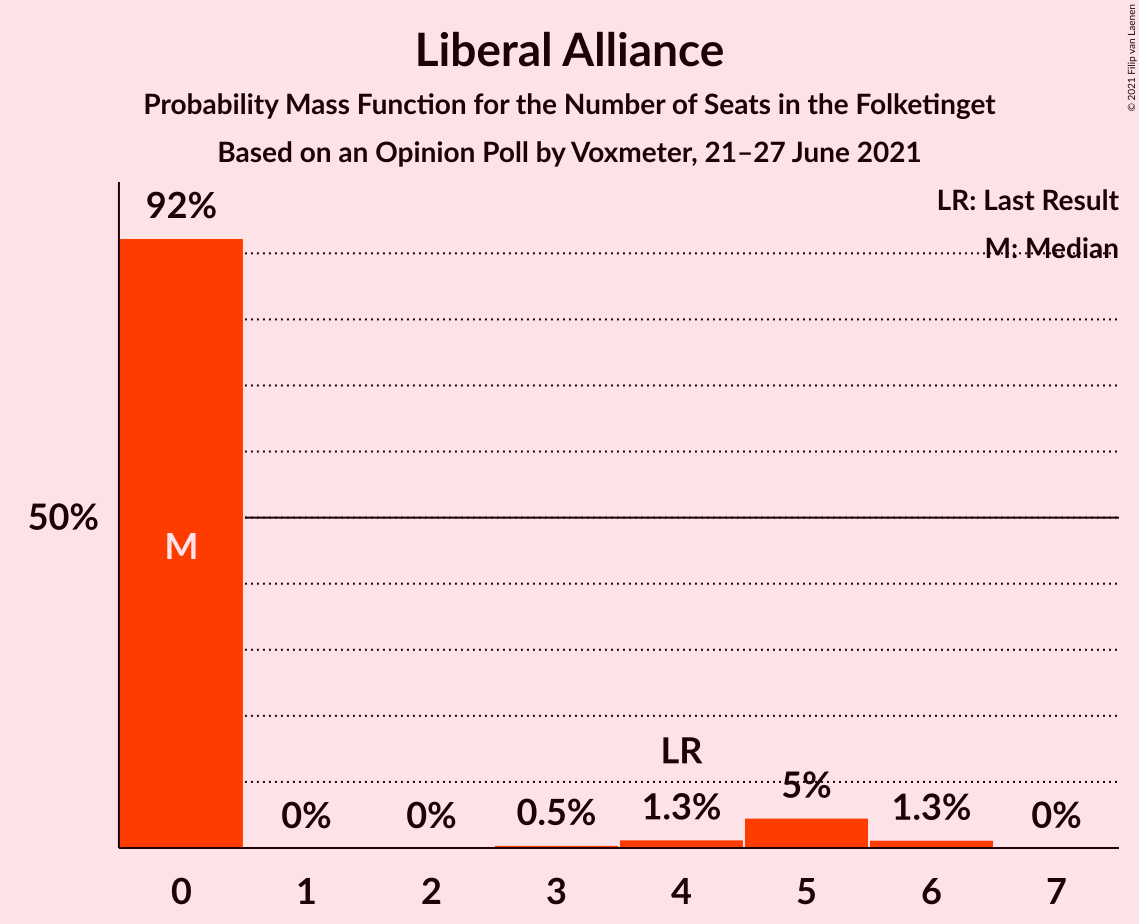 Liberal Alliance
Probability Mass Function for the Number of Seats in the Folketinget
Based on an Opinion Poll by Voxmeter, 21–27 June 2021
© 2021 Filip van Laenen
LR: Last Result
M: Median
92%
50%
M
LR
0%
0%
0.5%
1.3%
5%
1.3%
0%
0
1
2
3
4
5
6
7